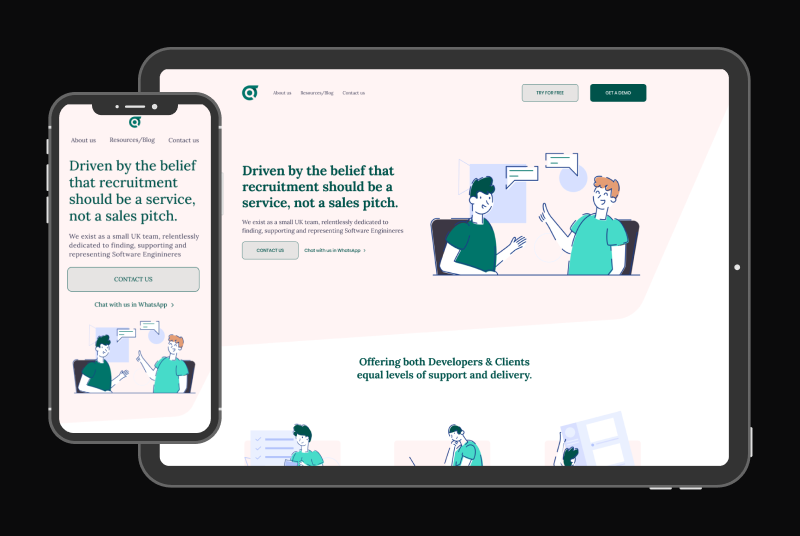 About us
Resources/Blog
Contact us
Driven by the belief
that recruitment
should be a service,
not a sales pitch.
We exist as a small UK team, relentlessly
dedicated to finding, supporting and
representing Software Enginineres
CONTACT US
Chat with us in WhatsApp >
About us
Resources/Blog
Contact us
TRY FOR FREE
GET A DEMO
Driven by the belief that
recruitment should be a
service, not a sales pitch.
We exist as a small UK team, relentlessly dedicated to
finding, supporting and representing Software Engineers
CONTACT US
Chat with us in WhatsApp >
Offering both Developers & Clients
equal levels of support and delivery.